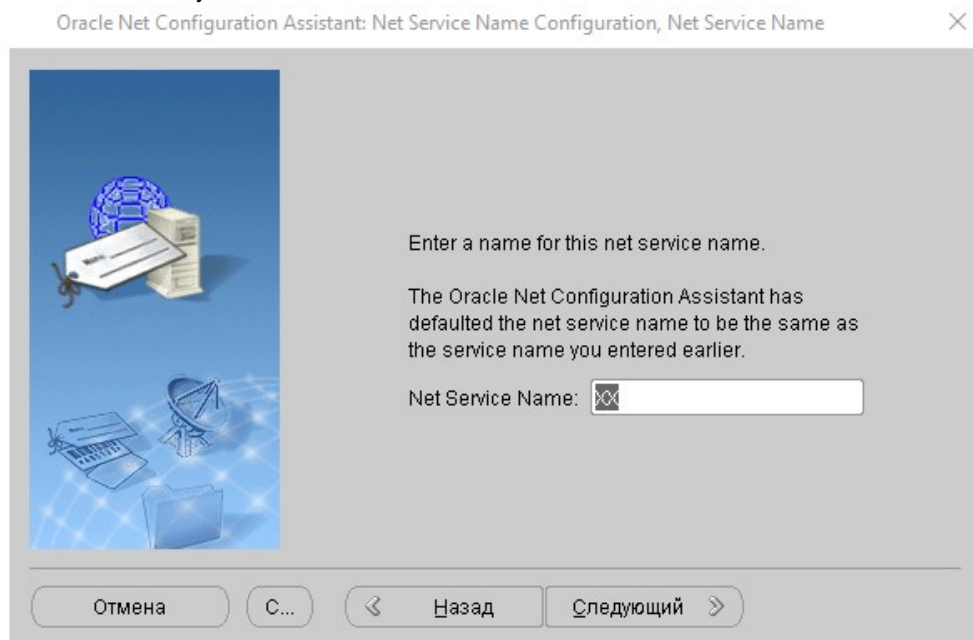 Oracle Net Configuration Assistant: Net Service Name Configuration, Net Service Name
Enter a name for this net service name.
The Oracle Net Configuration Assistant has
defaulted the net service name to be the same as
the service name you entered earlier.
Net Service Name: XX
Отмена С... Назад Следующий